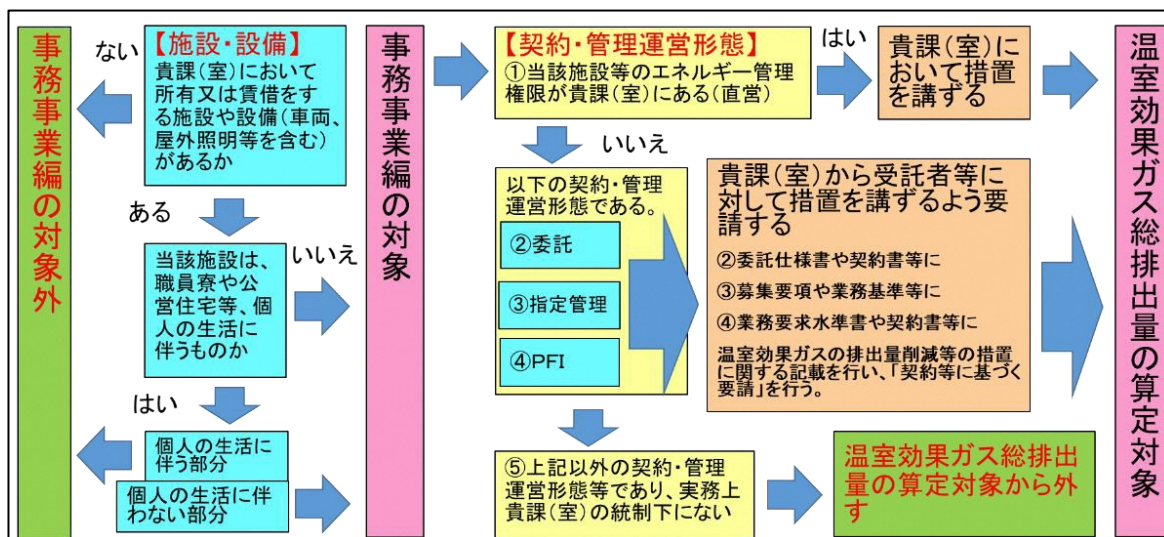 事務事業編の対象外
ない
【施設・設備】
貴課(室)において
所有又は賃借をす
る施設や設備(車両、
屋外照明等を含む)
があるか
ある
当該施設は、
職員寮や公
営住宅等、個
人の生活に
伴うものか
いいえ
はい
個人の生活に
伴う部分
個人の生活に伴
わない部分
事務事業編の対象
【契約・管理運営形態】
①当該施設等のエネルギー管理
権限が貴課(室)にある(直営)
はい
貴課(室)に
おいて措置
を講ずる
いいえ
以下の契約・管理
運営形態である。
②委託
③指定管理
④PFI
貴課(室)から受託者等に
対して措置を講ずるよう要
請する
②委託仕様書や契約書等に
③募集要項や業務基準等に
④業務要求水準書や契約書等に
温室効果ガスの排出量削減等の措置
に関する記載を行い、「契約等に基づく
要請」を行う。
⑤上記以外の契約・管理
運営形態等であり、実務上
貴課(室)の統制下にない
温室効果ガス総排出
量の算定対象から外
す
温室効果ガス総排出量の算定対象